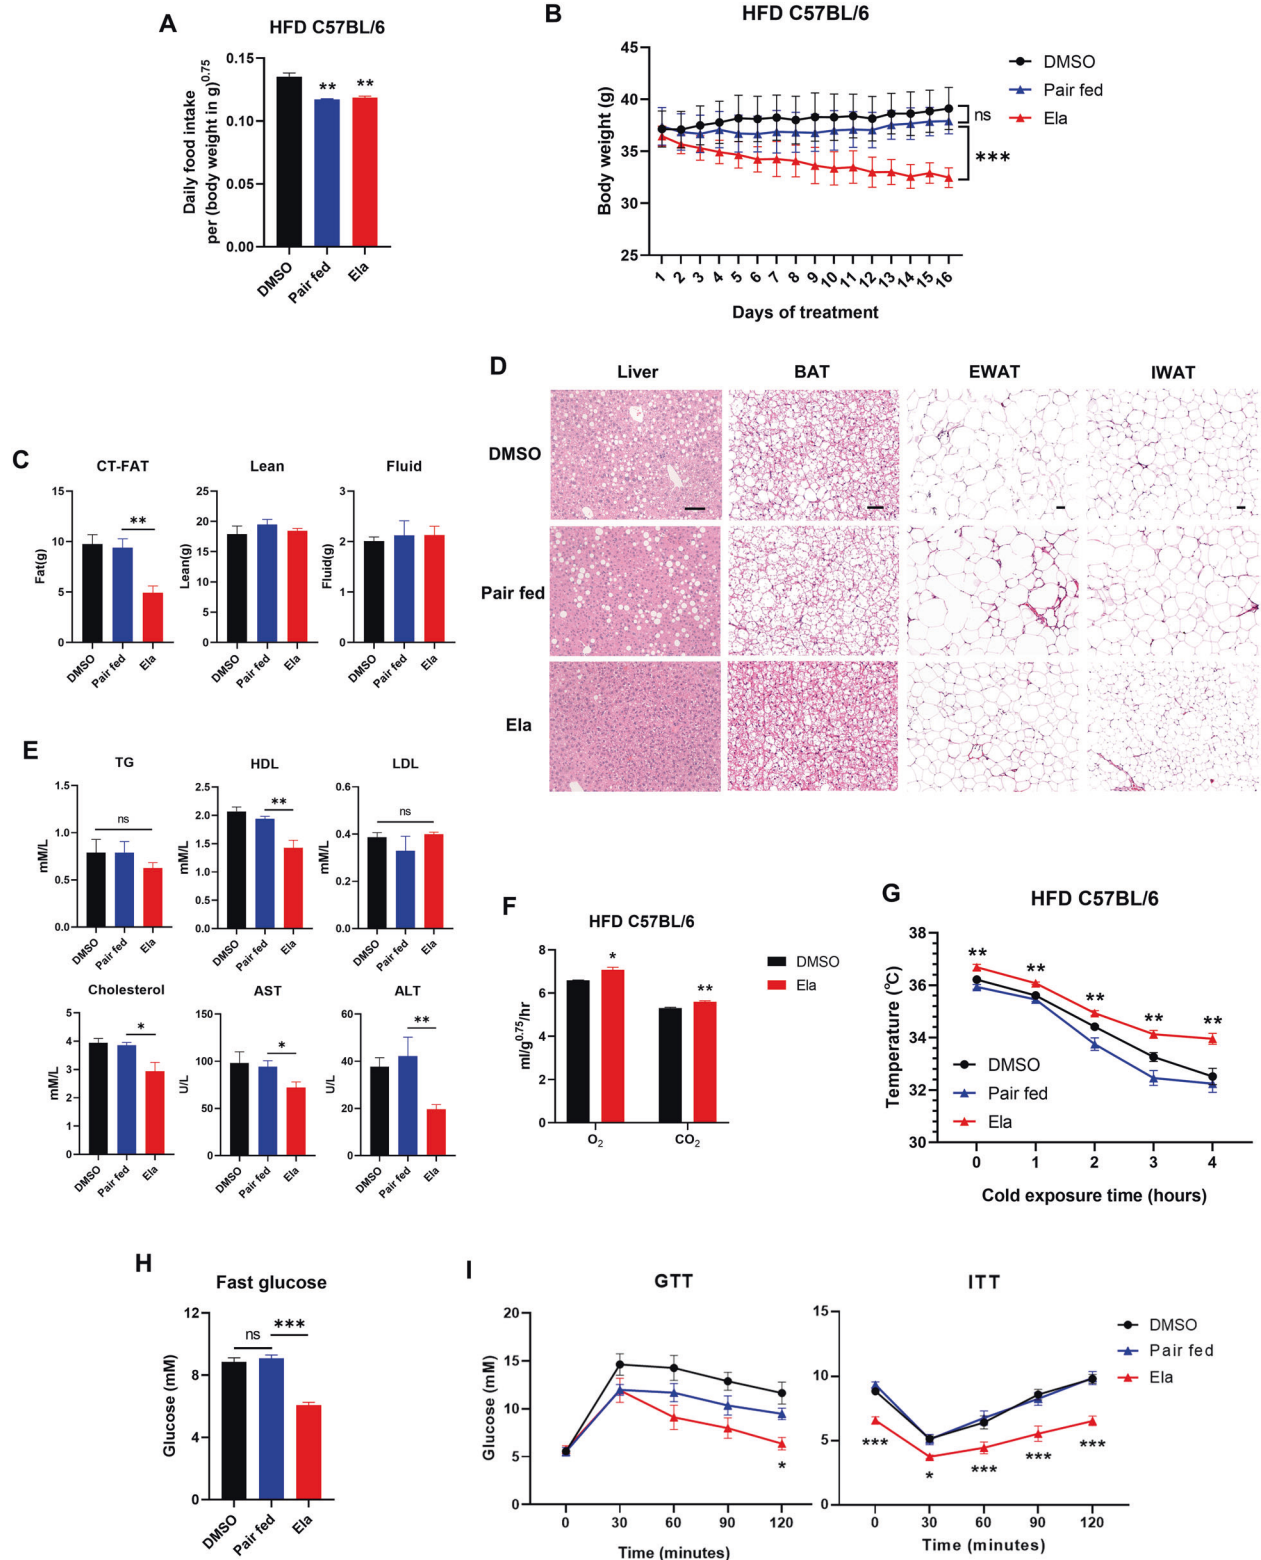 A
HFD C57BL/6
Daily food intake
per (body weight in g)0.75
0.15
0.10
0.05
0.00
**
**
DMSO
Pair fed
Ela
B
HFD C57BL/6
Body weight (g)
45
40
35
30
25
1 2 3 4 5 6 7 8 9 10 11 12 13 14 15 16
Days of treatment
DMSO
Pair fed
Ela
ns
***
C
CT-FAT
Fat(g)
15
10
5
0
**
DMSO
Pair fed
Ela
Lean
Lean(g)
25
20
15
10
5
0
DMSO
Pair fed
Ela
Fluid
Fluid(g)
3
2
1
0
DMSO
Pair fed
Ela
D
Liver BAT EWAT IWAT
DMSO
Pair fed
Ela
E
TG
mM/L
1.5
1.0
0.5
0.0
ns
DMSO
Pair fed
Ela
HDL
mM/L
2.5
2.0
1.5
1.0
0.5
0.0
**
DMSO
Pair fed
Ela
LDL
mM/L
0.6
0.4
0.2
0.0
ns
DMSO
Pair fed
Ela
Cholesterol
mM/L
5
4
3
2
1
0
*
DMSO
Pair fed
Ela
AST
U/L
150
100
50
0
*
DMSO
Pair fed
Ela
ALT
U/L
60
40
20
0
**
DMSO
Pair fed
Ela
F
HFD C57BL/6
ml/g0.75/hr
8
6
4
2
0
*
**
O2 CO2
DMSO
Ela
G
HFD C57BL/6
Temperature (°C)
38
36
34
32
30
** ** ** ** **
DMSO
Pair fed
Ela
0 1 2 3 4
Cold exposure time (hours)
H
Fast glucose
Glucose (mM)
12
8
4
0
ns
***
DMSO
Pair fed
Ela
I
GTT
Glucose (mM)
20
15
10
5
0
*
0 30 60 90 120
Time (minutes)
ITT
15
10
5
0
*** * *** *** ***
0 30 60 90 120
Time (minutes)
DMSO
Pair fed
Ela